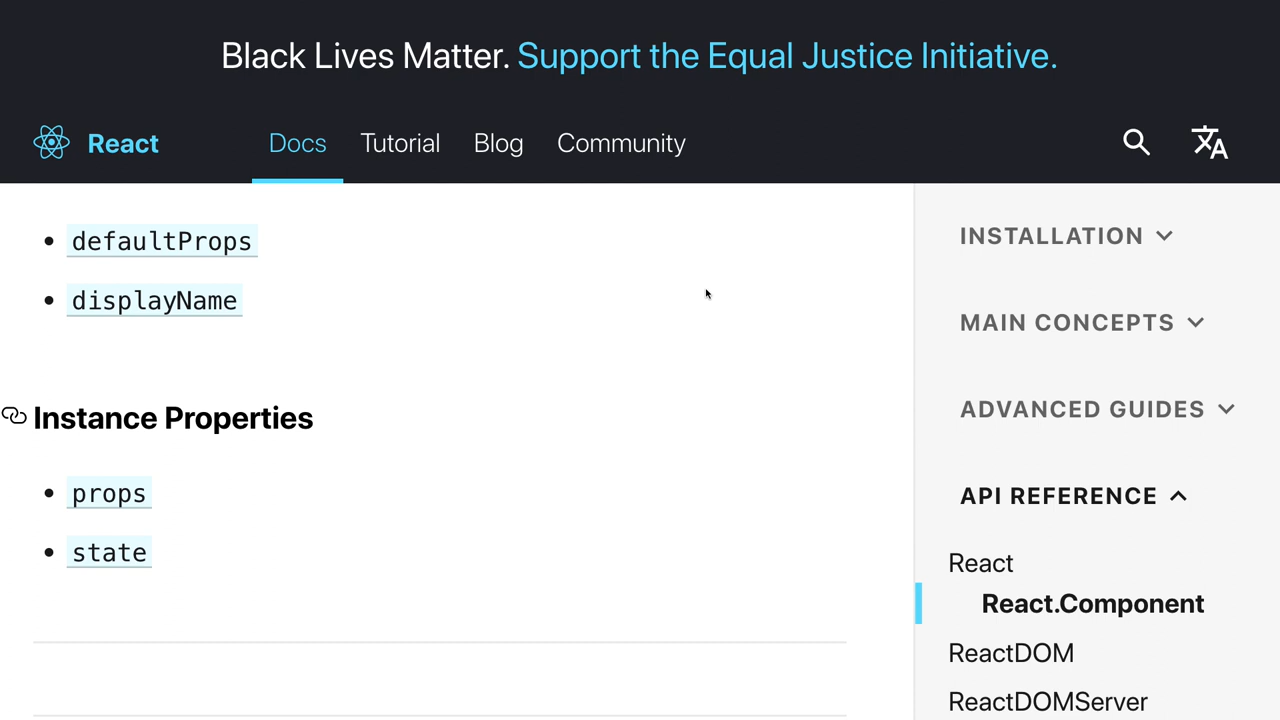 Black Lives Matter. Support the Equal Justice Initiative.
React
Docs Tutorial Blog Community
defaultProps
displayName
Instance Properties
props
state
INSTALLATION
MAIN CONCEPTS
ADVANCED GUIDES
API REFERENCE
React
React.Component
ReactDOM
ReactDOMServer